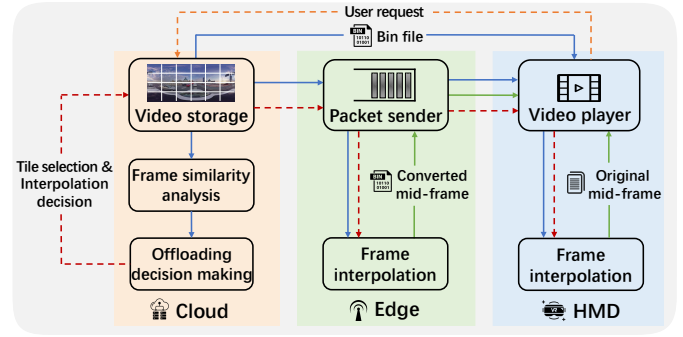 User request
BIN
10110
01001
Bin file
Video storage
Packet sender
Video player
Tile selection &
Interpolation
decision
Frame similarity
analysis
BIN
10110
01001
Converted
mid-frame
Original
mid-frame
Offloading
decision making
Frame
interpolation
Frame
interpolation
Cloud
Edge
VR
HMD